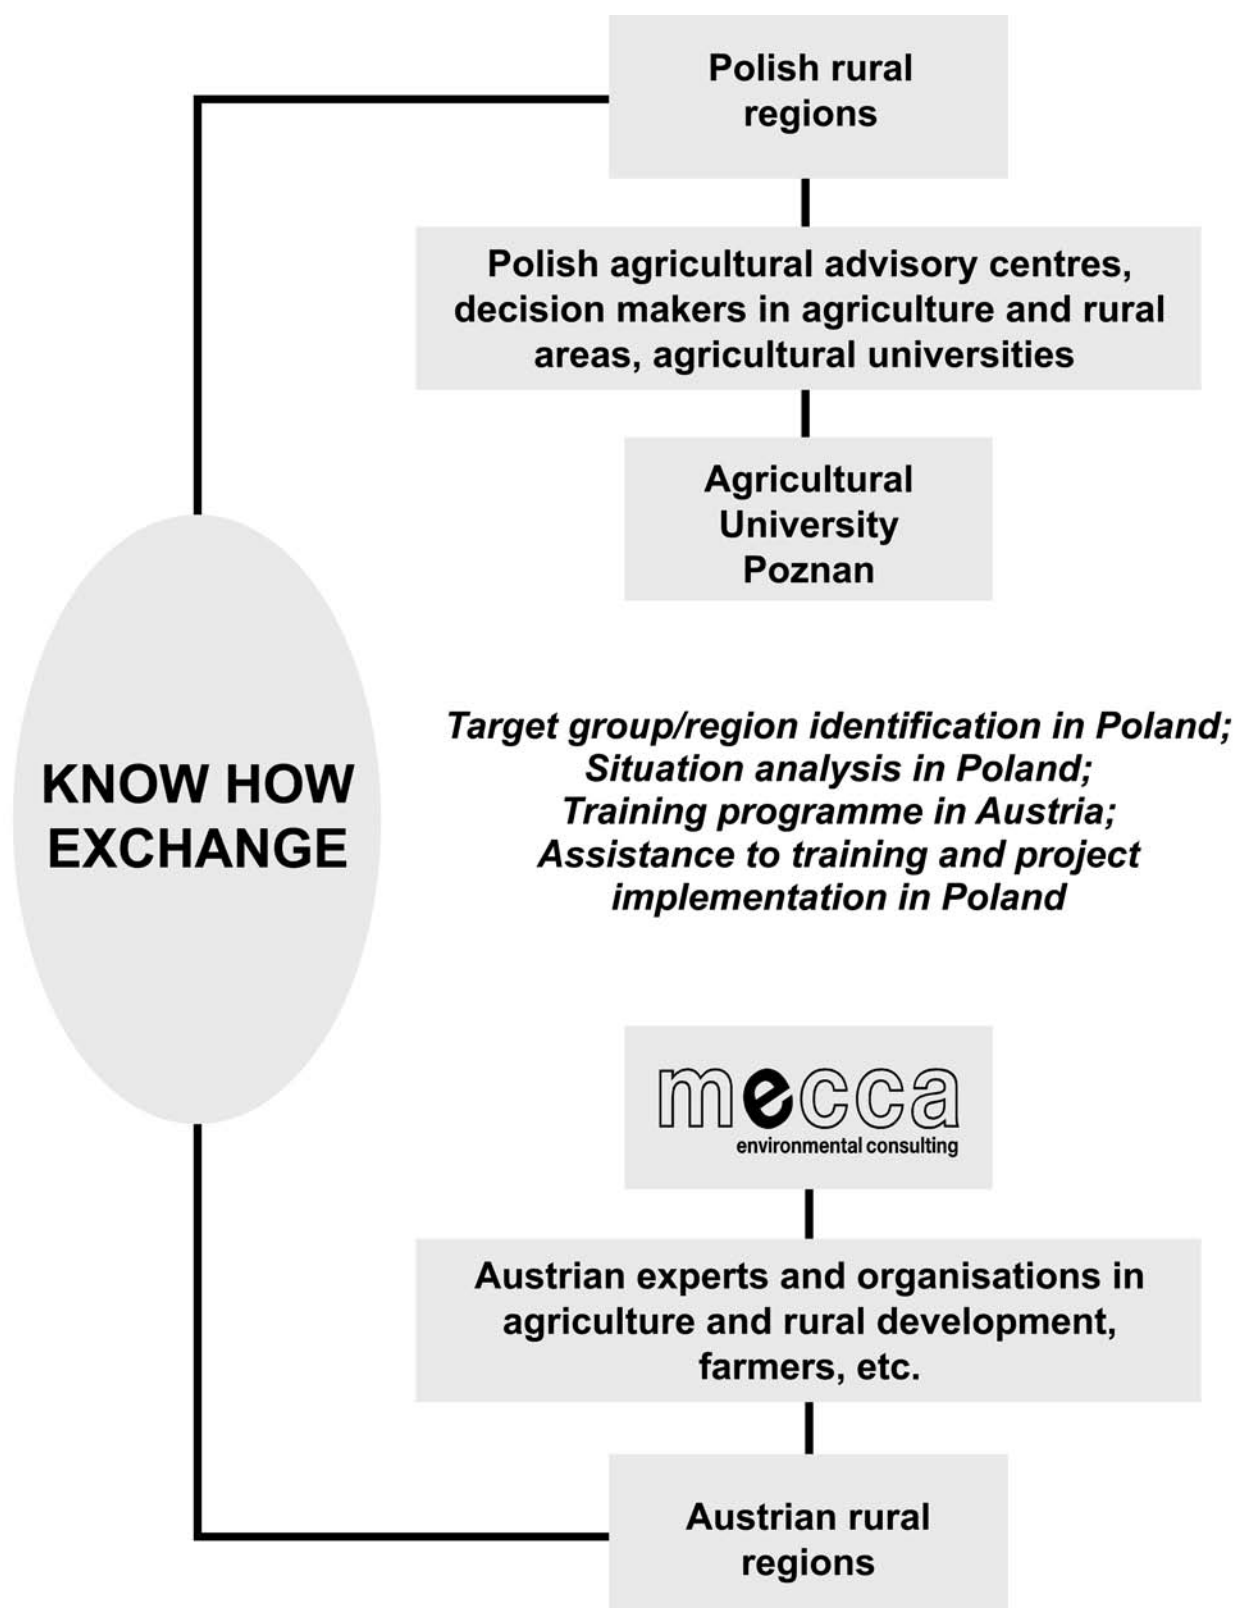 Polish rural
regions
Polish agricultural advisory centres,
decision makers in agriculture and rural
areas, agricultural universities
Agricultural
University
Poznan
KNOW HOW
EXCHANGE
Target group/region identification in Poland;
Situation analysis in Poland;
Training programme in Austria;
Assistance to training and project
implementation in Poland
mecca
environmental consulting
Austrian experts and organisations in
agriculture and rural development,
farmers, etc.
Austrian rural
regions